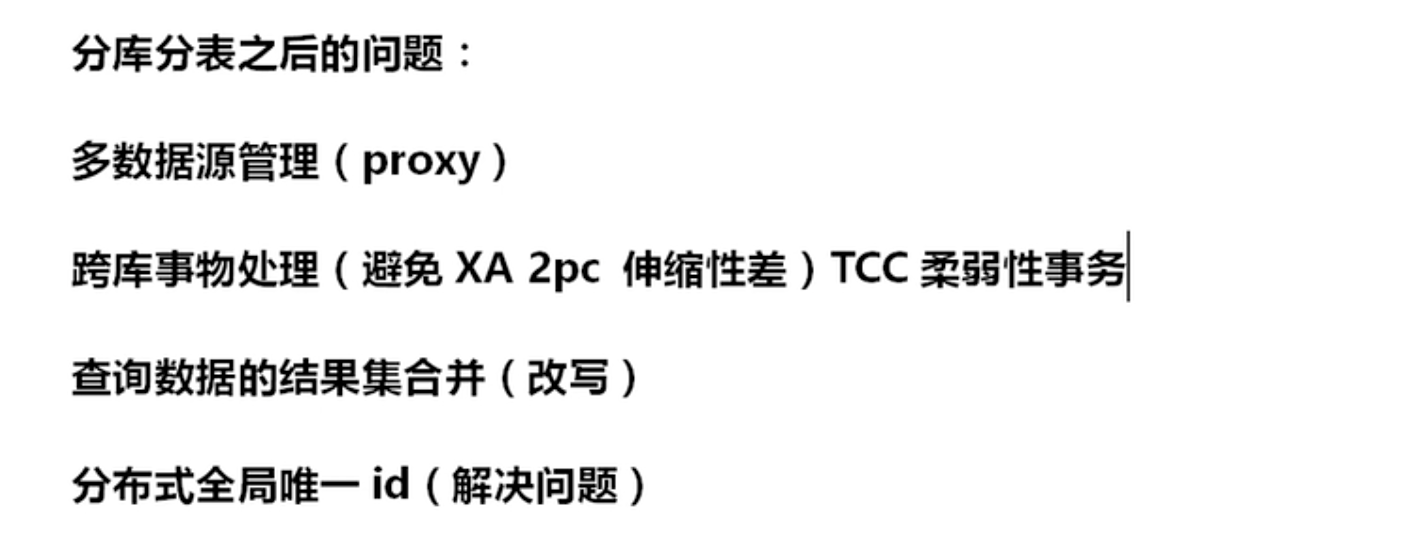 分库分表之后的问题：
多数据源管理（proxy）
跨库事物处理（避免 XA 2pc 伸缩性差）TCC 柔弱性事务
查询数据的结果集合并（改写）
分布式全局唯一 id（解决问题）